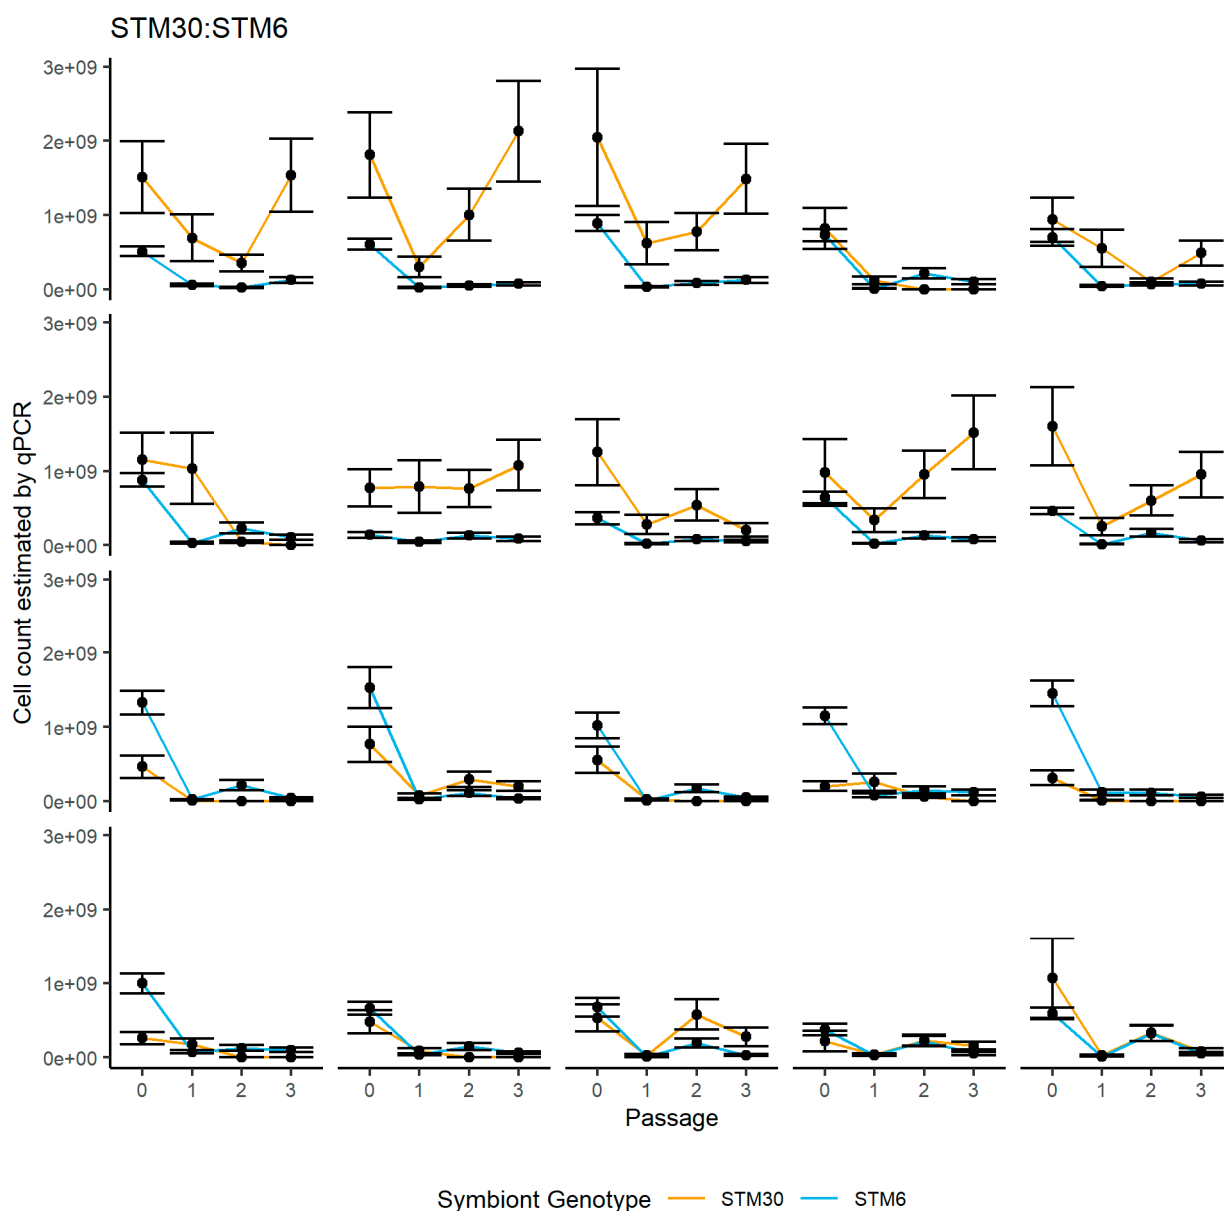 STM30:STM6
3e+09
2e+09
1e+09
0e+00
3e+09
2e+09
1e+09
0e+00
3e+09
2e+09
1e+09
0e+00
3e+09
2e+09
1e+09
0e+00
Cell count estimated by qPCR
0 1 2 3 0 1 2 3 0 1 2 3 0 1 2 3 0 1 2 3
Passage
Symbiont Genotype STM30 STM6